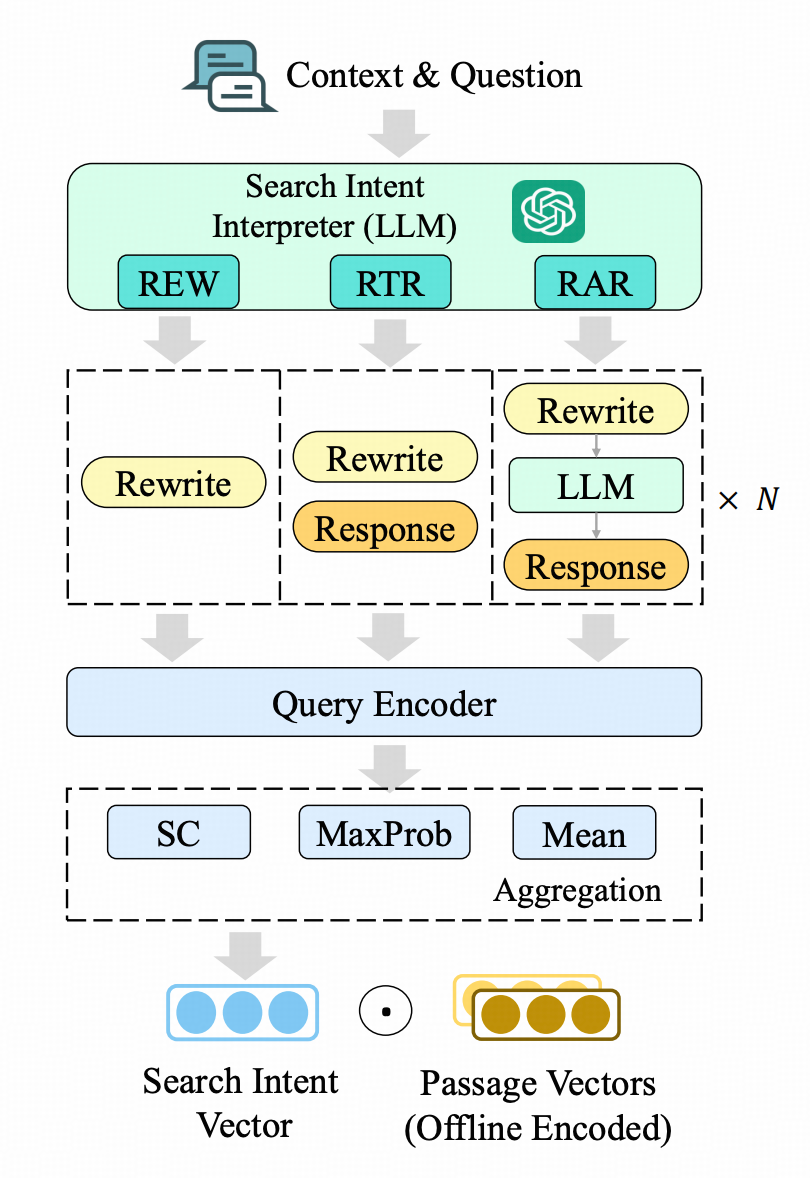 Context & Question
Search Intent
Interpreter (LLM)
REW
RTR
RAR
Rewrite
Rewrite
Response
Rewrite
LLM
Response
× N
Query Encoder
SC
MaxProb
Mean
Aggregation
Search Intent
Vector
Passage Vectors
(Offline Encoded)